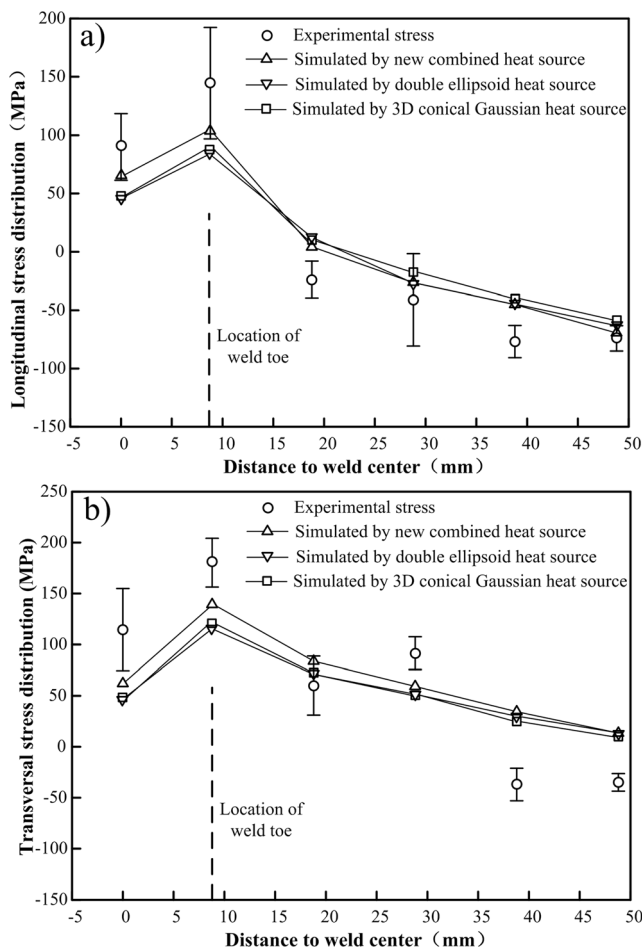 a)
Experimental stress
Simulated by new combined heat source
Simulated by double ellipsoid heat source
Simulated by 3D conical Gaussian heat source
200
150
100
50
0
-50
-100
-150
Longitudinal stress distribution（MPa）
Location of
weld toe
-5 0 5 10 15 20 25 30 35 40 45 50
Distance to weld center（mm）
b)
Experimental stress
Simulated by new combined heat source
Simulated by double ellipsoid heat source
Simulated by 3D conical Gaussian heat source
250
200
150
100
50
0
-50
-100
-150
Transversal stress distribution (MPa)
Location of
weld toe
-5 0 5 10 15 20 25 30 35 40 45 50
Distance to weld center（mm）